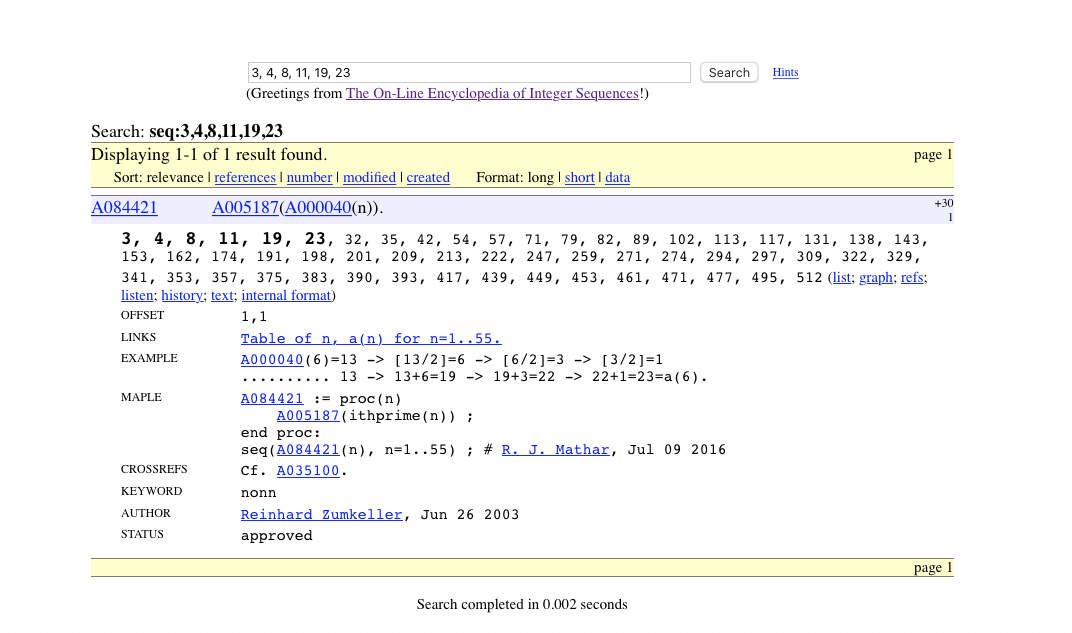 3, 4, 8, 11, 19, 23 Search Hints
(Greetings from The On-Line Encyclopedia of Integer Sequences!)
Search: seq:3,4,8,11,19,23
Displaying 1-1 of 1 result found. page 1
Sort: relevance | references | number | modified | created Format: long | short | data
A084421 A005187(A000040(n)). +30
1
3, 4, 8, 11, 19, 23, 32, 35, 42, 54, 57, 71, 79, 82, 89, 102, 113, 117, 131, 138, 143,
153, 162, 174, 191, 198, 201, 209, 213, 222, 247, 259, 271, 274, 294, 297, 309, 322, 329,
341, 353, 357, 375, 383, 390, 393, 417, 439, 449, 453, 461, 471, 477, 495, 512 (list; graph; refs;
listen; history; text; internal format)
OFFSET 1,1
LINKS Table of n, a(n) for n=1..55.
EXAMPLE A000040(6)=13 -> [13/2]=6 -> [6/2]=3 -> [3/2]=1
.......... 13 -> 13+6=19 -> 19+3=22 -> 22+1=23=a(6).
MAPLE A084421 := proc(n)
A005187(ithprime(n)) ;
end proc:
seq(A084421(n), n=1..55) ; # R. J. Mathar, Jul 09 2016
CROSSREFS Cf. A035100.
KEYWORD nonn
AUTHOR Reinhard Zumkeller, Jun 26 2003
STATUS approved
page 1
Search completed in 0.002 seconds